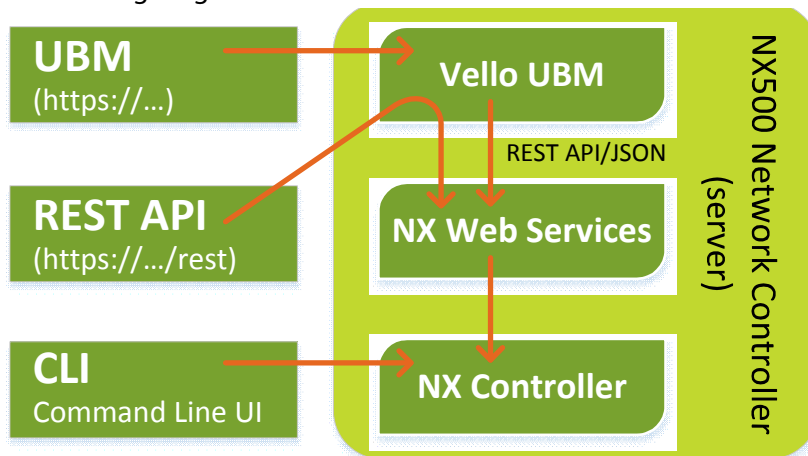 UBM
(https://…)
Vello UBM
REST API/JSON
REST API
(https://…/rest)
NX Web Services
CLI
Command Line UI
NX Controller
NX500 Network Controller
(server)